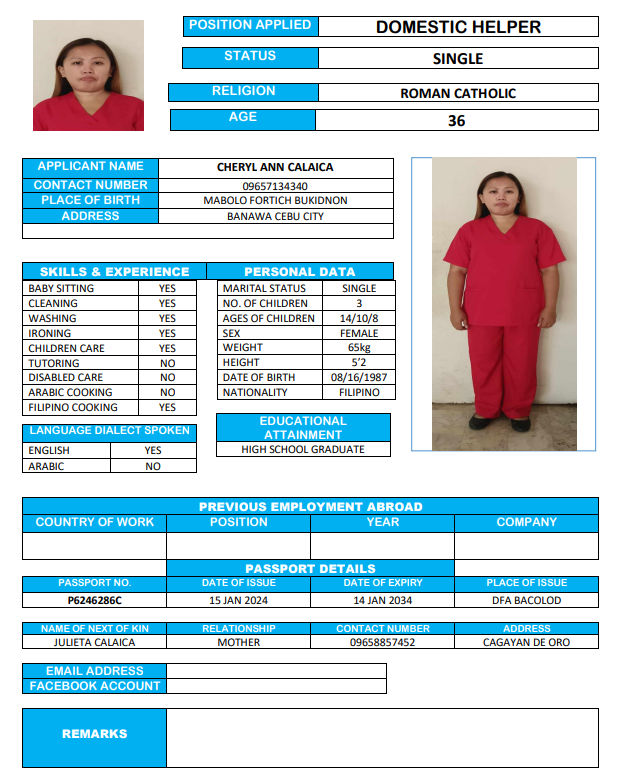 POSITION APPLIED DOMESTIC HELPER
STATUS SINGLE
RELIGION ROMAN CATHOLIC
AGE 36
APPLICANT NAME CHERYL ANN CALAICA
CONTACT NUMBER 09657134340
PLACE OF BIRTH MABOLO FORTICH BUKIDNON
ADDRESS BANAWA CEBU CITY
SKILLS & EXPERIENCE PERSONAL DATA
BABY SITTING YES MARITAL STATUS SINGLE
CLEANING YES NO. OF CHILDREN 3
WASHING YES AGES OF CHILDREN 14/10/8
IRONING YES SEX FEMALE
CHILDREN CARE YES WEIGHT 65kg
TUTORING NO HEIGHT 5'2
DISABLED CARE NO DATE OF BIRTH 08/16/1987
ARABIC COOKING NO NATIONALITY FILIPINO
FILIPINO COOKING YES
LANGUAGE DIALECT SPOKEN
ENGLISH YES
ARABIC NO
EDUCATIONAL
ATTAINMENT
HIGH SCHOOL GRADUATE
PREVIOUS EMPLOYMENT ABROAD
COUNTRY OF WORK POSITION YEAR COMPANY
PASSPORT DETAILS
PASSPORT NO. DATE OF ISSUE DATE OF EXPIRY PLACE OF ISSUE
P6246286C 15 JAN 2024 14 JAN 2034 DFA BACOLOD
NAME OF NEXT OF KIN RELATIONSHIP CONTACT NUMBER ADDRESS
JULIETA CALAICA MOTHER 09658857452 CAGAYAN DE ORO
EMAIL ADDRESS
FACEBOOK ACCOUNT
REMARKS